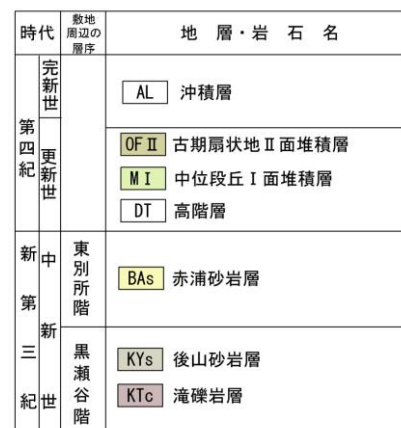 時代
敷地周辺の層序
地層・岩石名
第四紀
完新世
AL 沖積層
更新世
OFⅡ 古期扇状地Ⅱ面堆積層
MⅠ 中位段丘Ⅰ面堆積層
DT 高階層
新第三紀
中新世
東別所階
BAs 赤浦砂岩層
黒瀬谷階
KYs 後山砂岩層
KTc 滝礫岩層